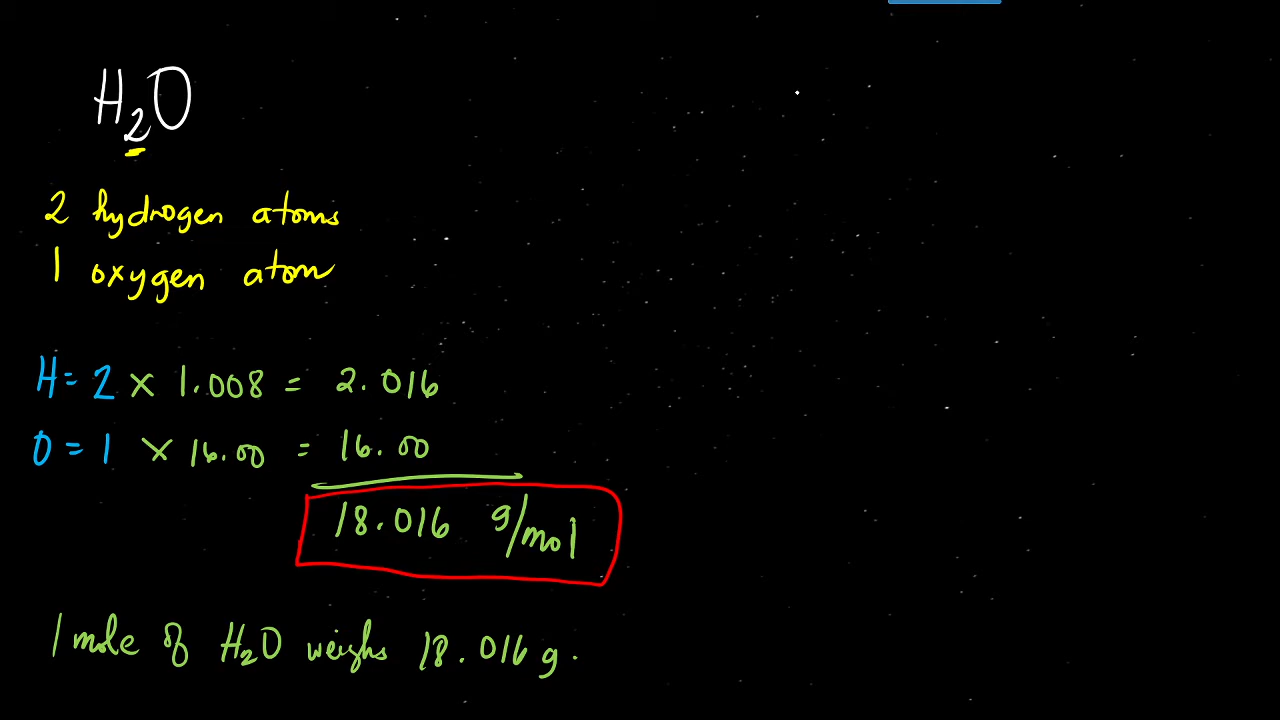 H₂O
2 hydrogen atoms
1 oxygen atom
H = 2 × 1.008 = 2.016
O = 1 × 16.00 = 16.00
18.016 g/mol
1 mole of H₂O weighs 18.016 g.